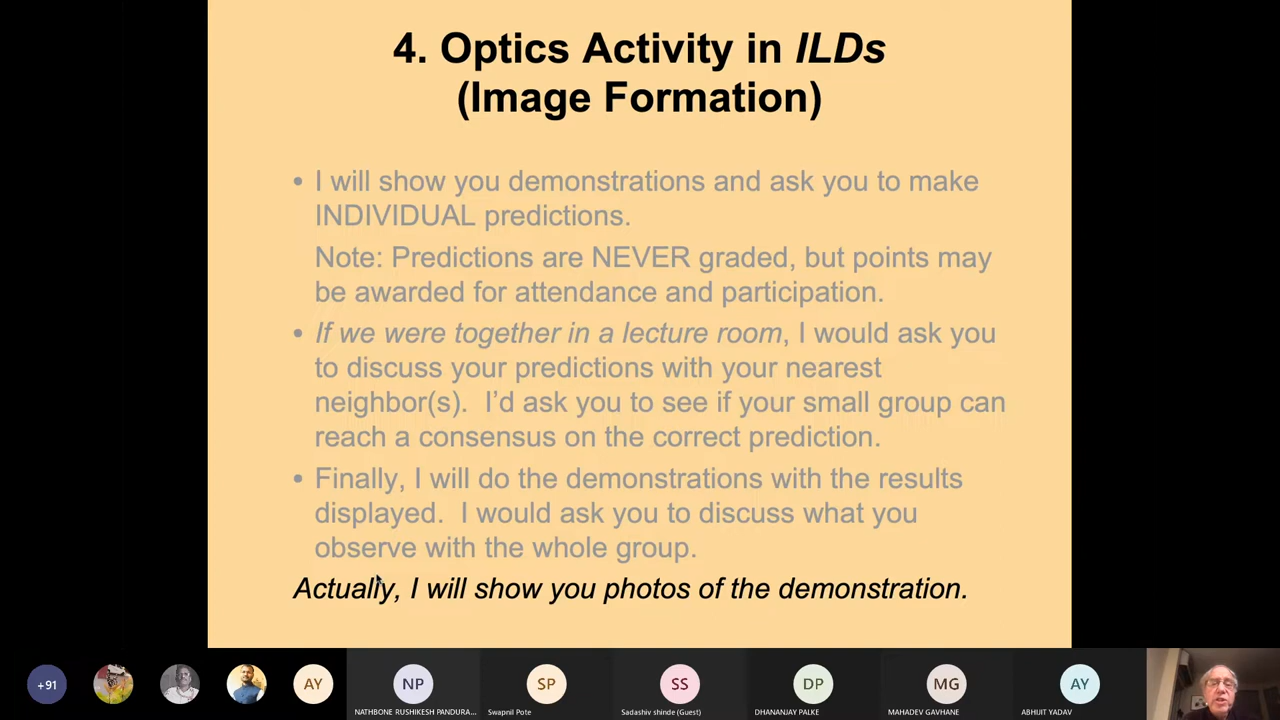 4. Optics Activity in ILDs
(Image Formation)
• I will show you demonstrations and ask you to make
INDIVIDUAL predictions.
Note: Predictions are NEVER graded, but points may
be awarded for attendance and participation.
• If we were together in a lecture room, I would ask you
to discuss your predictions with your nearest
neighbor(s).  I'd ask you to see if your small group can
reach a consensus on the correct prediction.
• Finally, I will do the demonstrations with the results
displayed.  I would ask you to discuss what you
observe with the whole group.
Actually, I will show you photos of the demonstration.
+91
AY
NP
SP
SS
DP
MG
AY
NATHBONE RUSHIKESH PANDURA...
Swapnil Pote
Sadashiv shinde (Guest)
DHANANJAY PALKE
MAHADEV GAVHANE
ABHIJIT YADAV